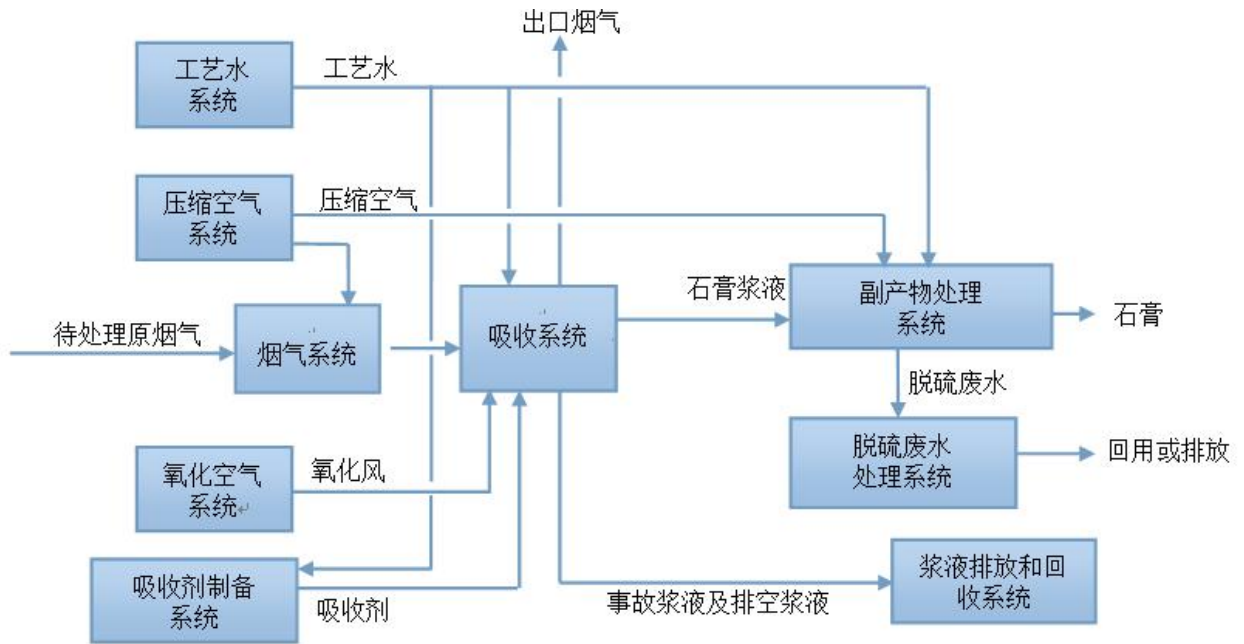 出口烟气
工艺水
系统
工艺水
压缩空气
系统
压缩空气
待处理原烟气
烟气系统
吸收系统
石膏浆液
副产物处理
系统
石膏
脱硫废水
脱硫废水
处理系统
回用或排放
氧化空气
系统
氧化风
吸收剂制备
系统
吸收剂
事故浆液及排空浆液
浆液排放和回
收系统